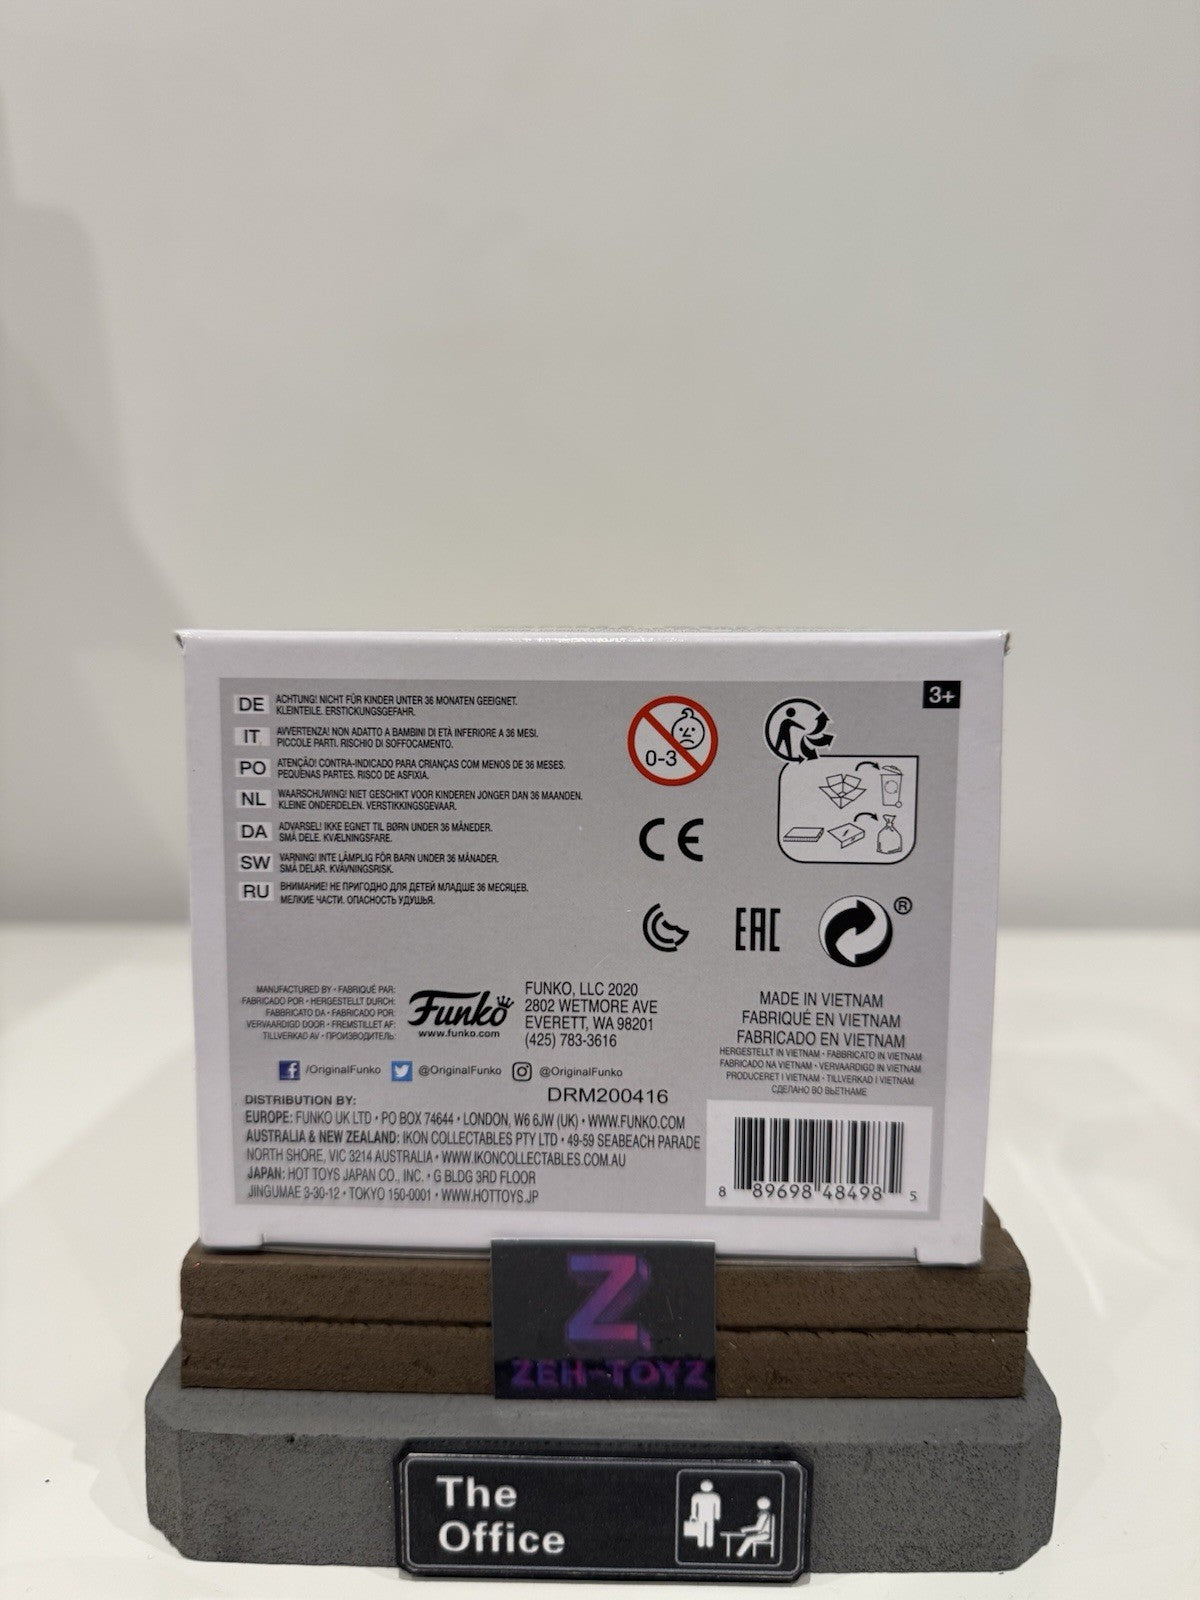 3+
DE ACHTUNG! NICHT FÜR KINDER UNTER 36 MONATEN GEEIGNET.
KLEINTEILE. ERSTICKUNGSGEFAHR.
IT AVVERTENZA! NON ADATTO A BAMBINI DI ETÀ INFERIORE A 36 MESI.
PICCOLE PARTI. RISCHIO DI SOFFOCAMENTO.
PO ATENÇÃO! CONTRA-INDICADO PARA CRIANÇAS COM MENOS DE 36 MESES.
PEQUENAS PARTES. RISCO DE ASFIXIA.
NL WAARSCHUWING! NIET GESCHIKT VOOR KINDEREN JONGER DAN 36 MAANDEN.
KLEINE ONDERDELEN. VERSTIKKINGSGEVAAR.
DA ADVARSEL! IKKE EGNET TIL BØRN UNDER 36 MÅNEDER.
SMÅ DELE. KVÆLNINGSFARE.
SW VARNING! INTE LÄMPLIG FÖR BARN UNDER 36 MÅNADER.
SMÅ DELAR. KVÄVNINGSRISK.
RU ВНИМАНИЕ! НЕ ПРИГОДНО ДЛЯ ДЕТЕЙ МЛАДШЕ 36 МЕСЯЦЕВ.
МЕЛКИЕ ЧАСТИ. ОПАСНОСТЬ УДУШЬЯ.
0-3
CE
EAC
®
MANUFACTURED BY • FABRIQUÉ PAR:
FABRICADO POR • HERGESTELLT DURCH:
FABBRICATO DA • FABRICADO POR:
VERVAARDIGD DOOR • FREMSTILLET AF:
TILLVERKAD AV • ПРОИЗВОДИТЕЛЬ:
Funko
www.funko.com
FUNKO, LLC 2020
2802 WETMORE AVE
EVERETT, WA 98201
(425) 783-3616
/OriginalFunko @OriginalFunko @OriginalFunko
DRM200416
DISTRIBUTION BY:
EUROPE: FUNKO UK LTD • PO BOX 74644 • LONDON, W6 6JW (UK) • WWW.FUNKO.COM
AUSTRALIA & NEW ZEALAND: IKON COLLECTABLES PTY LTD • 49-59 SEABEACH PARADE
NORTH SHORE, VIC 3214 AUSTRALIA • WWW.IKONCOLLECTABLES.COM.AU
JAPAN: HOT TOYS JAPAN CO., INC. • G BLDG 3RD FLOOR
JINGUMAE 3-30-12 • TOKYO 150-0001 • WWW.HOTTOYS.JP
MADE IN VIETNAM
FABRIQUÉ EN VIETNAM
FABRICADO EN VIETNAM
HERGESTELLT IN VIETNAM • FABBRICATO IN VIETNAM
FABRICADO NA VIETNAM • VERVAARDIGD IN VIETNAM
PRODUCERET I VIETNAM • TILLVERKAD I VIETNAM
СДЕЛАНО ВО ВЬЕТНАМЕ
8 89698 48498 5
Z
ZEH-TOYZ
The
Office